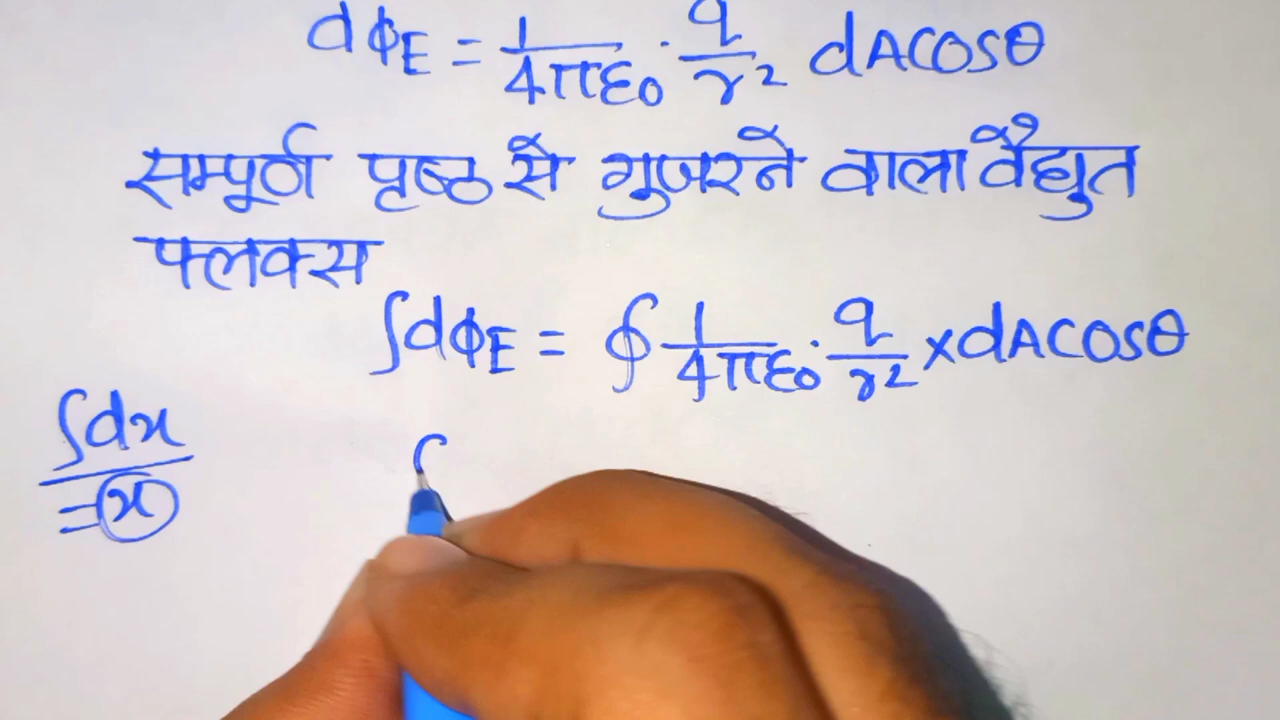 dΦE = 1/4πε₀ · q/r² dAcosθ
सम्पूर्ण पृष्ठ से गुजरने वाला वैद्युत
फ्लक्स
∫dΦE = ∮ 1/4πε₀ · q/r² × dAcosθ
∫dx
= x
∫